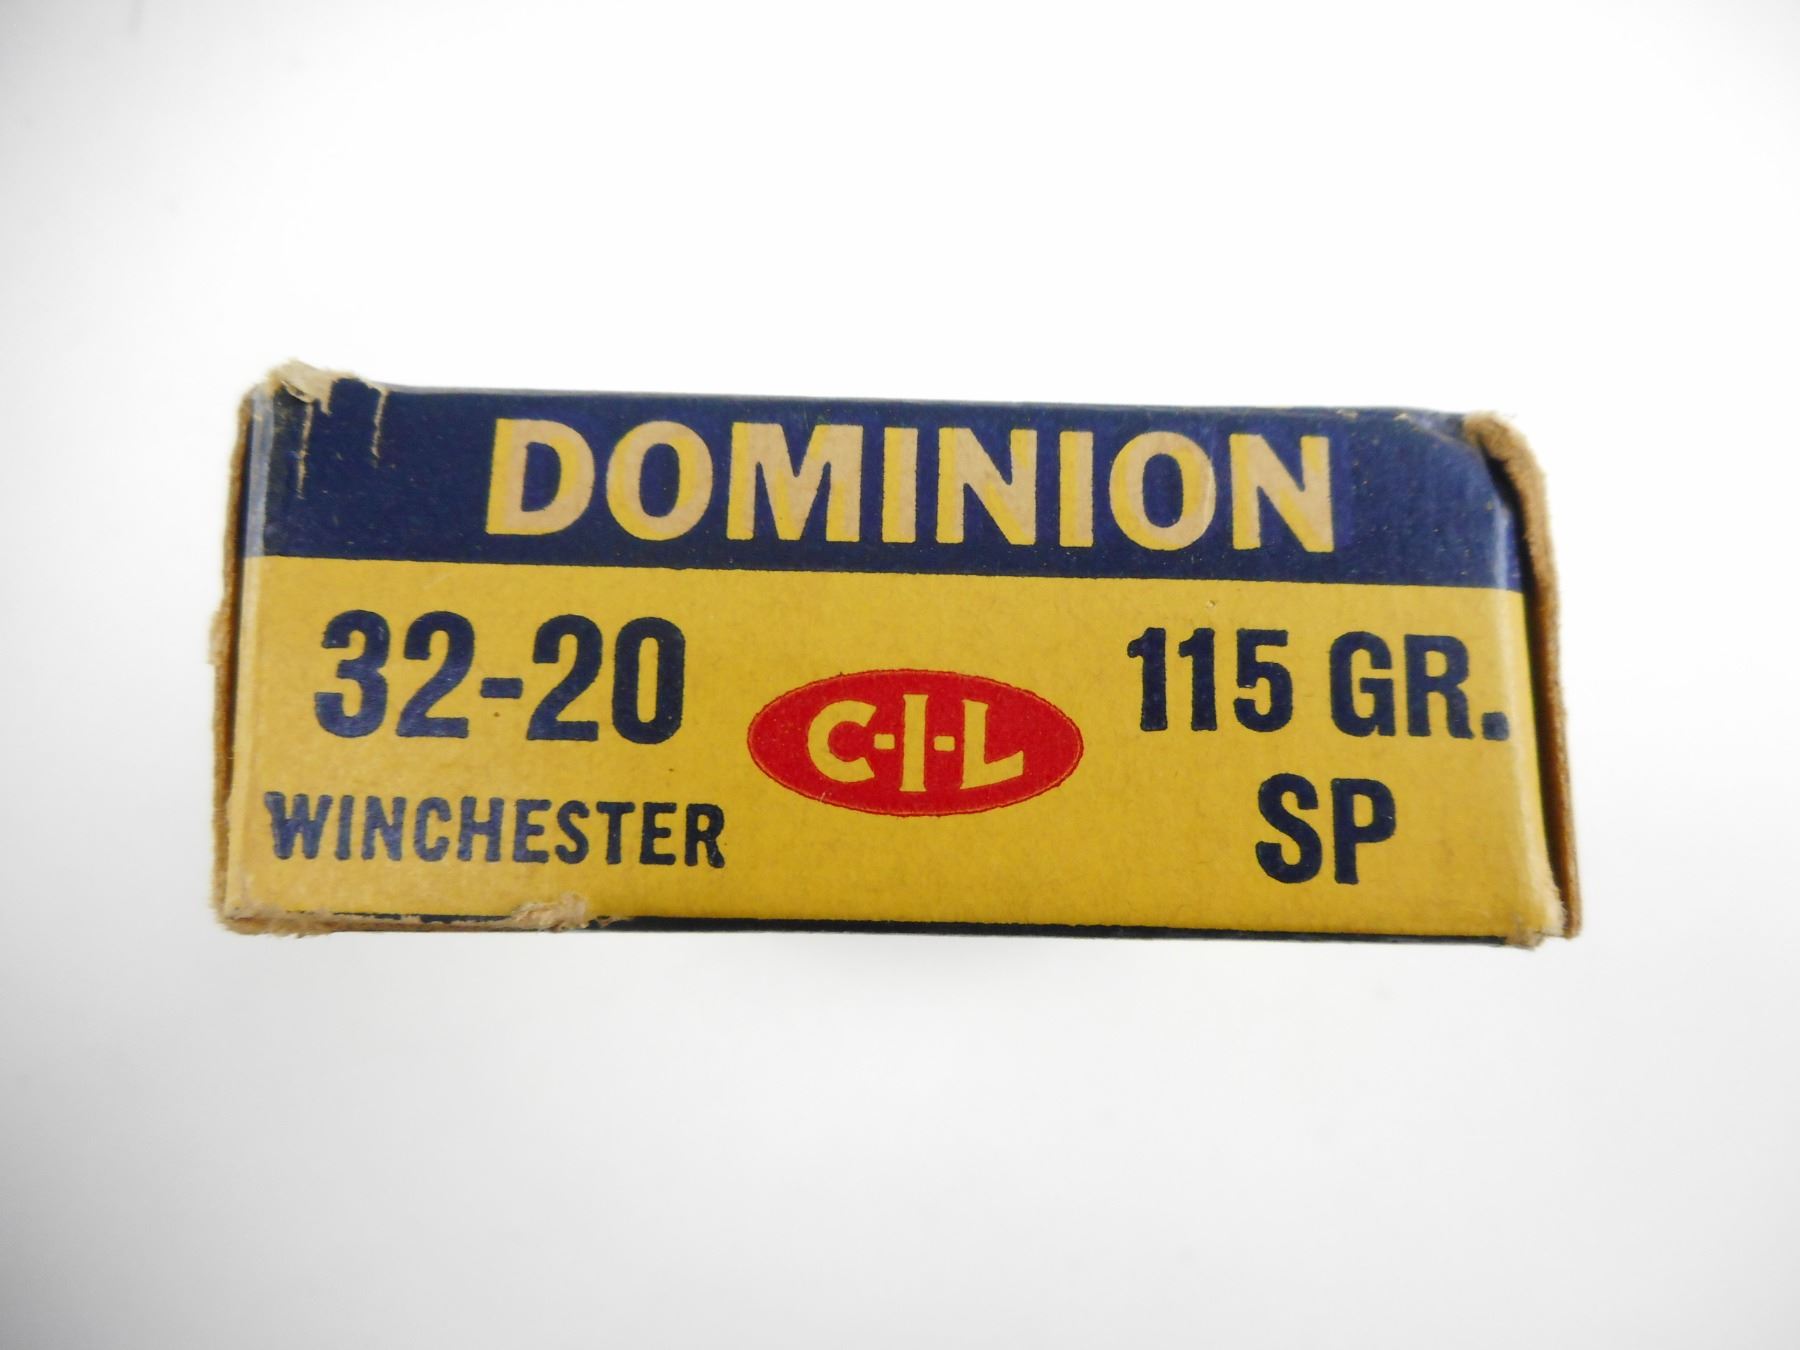 DOMINION
32-20
WINCHESTER
C-I-L
115 GR.
SP